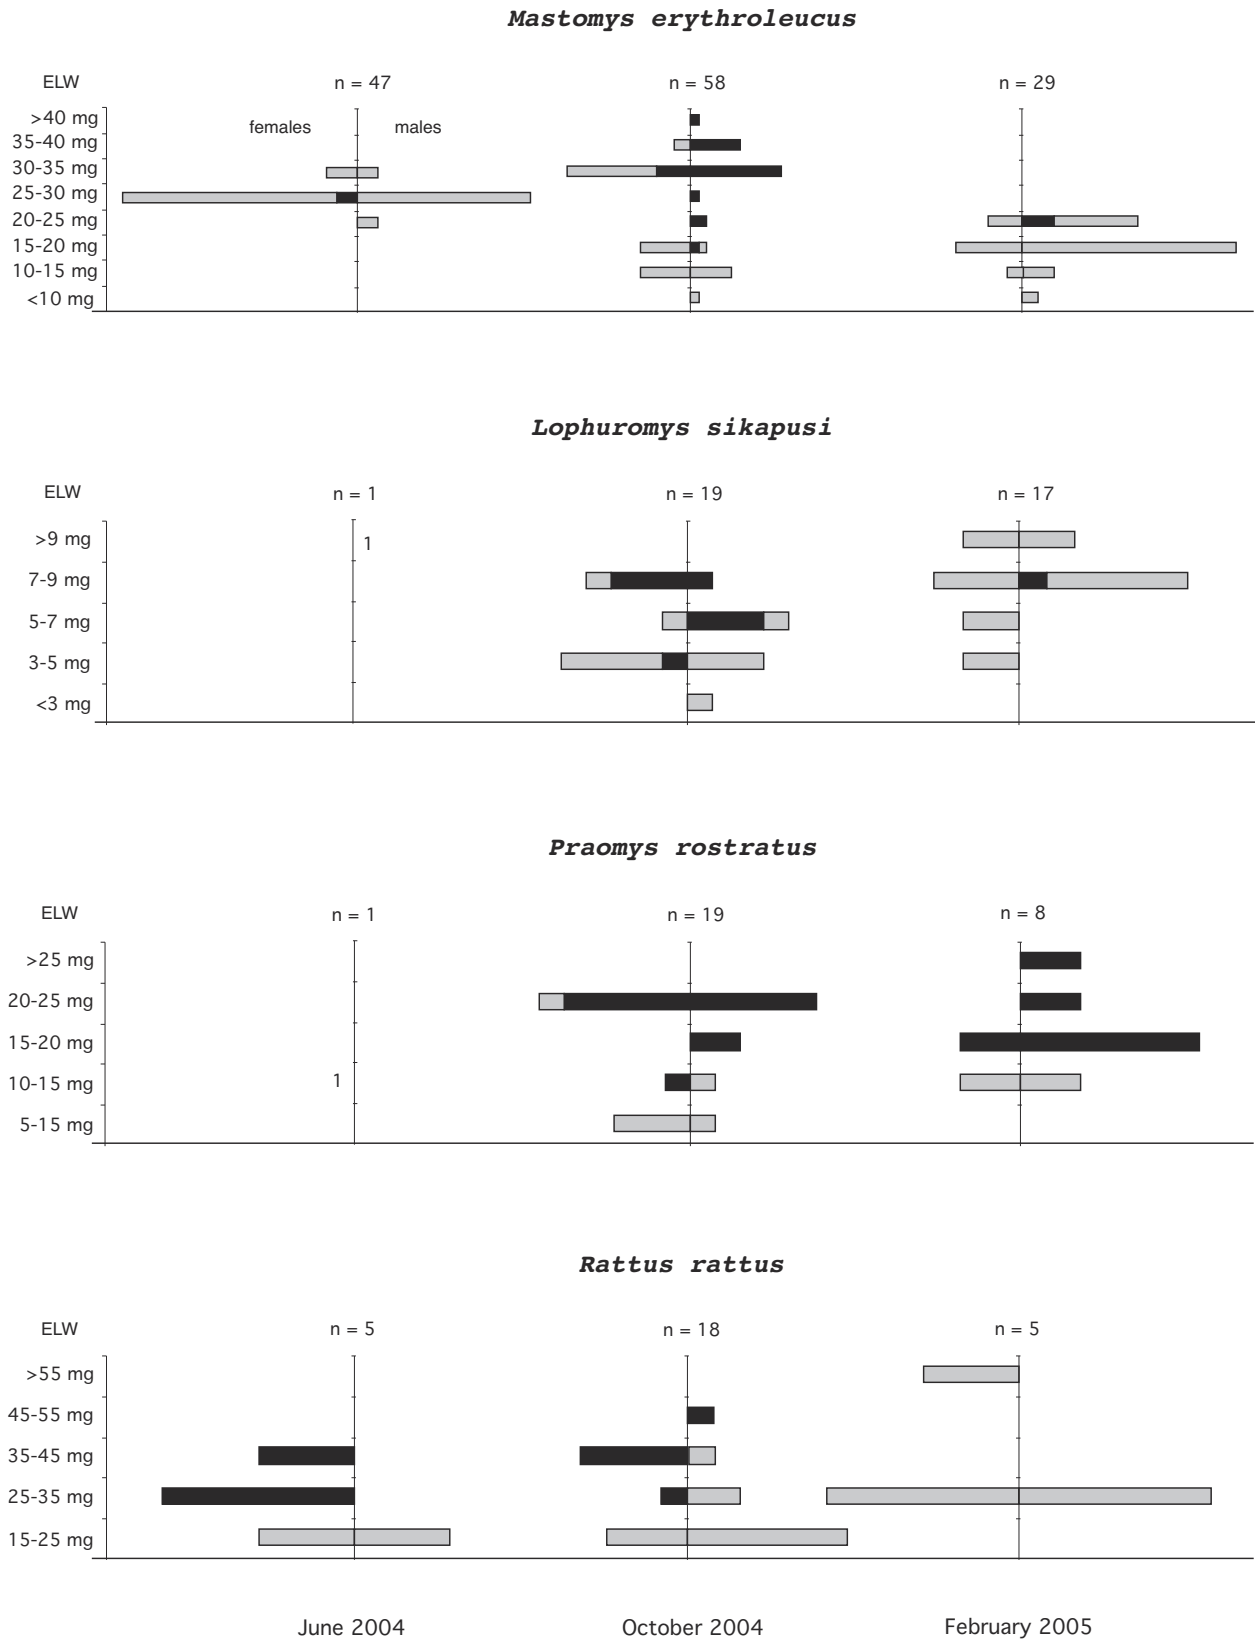 Mastomys erythroleucus
ELW n = 47 n = 58 n = 29
>40 mg
females males
35-40 mg
30-35 mg
25-30 mg
20-25 mg
15-20 mg
10-15 mg
<10 mg
Lophuromys sikapusi
ELW n = 1 n = 19 n = 17
>9 mg 1
7-9 mg
5-7 mg
3-5 mg
<3 mg
Praomys rostratus
ELW n = 1 n = 19 n = 8
>25 mg
20-25 mg
15-20 mg
10-15 mg 1
5-15 mg
Rattus rattus
ELW n = 5 n = 18 n = 5
>55 mg
45-55 mg
35-45 mg
25-35 mg
15-25 mg
June 2004 October 2004 February 2005